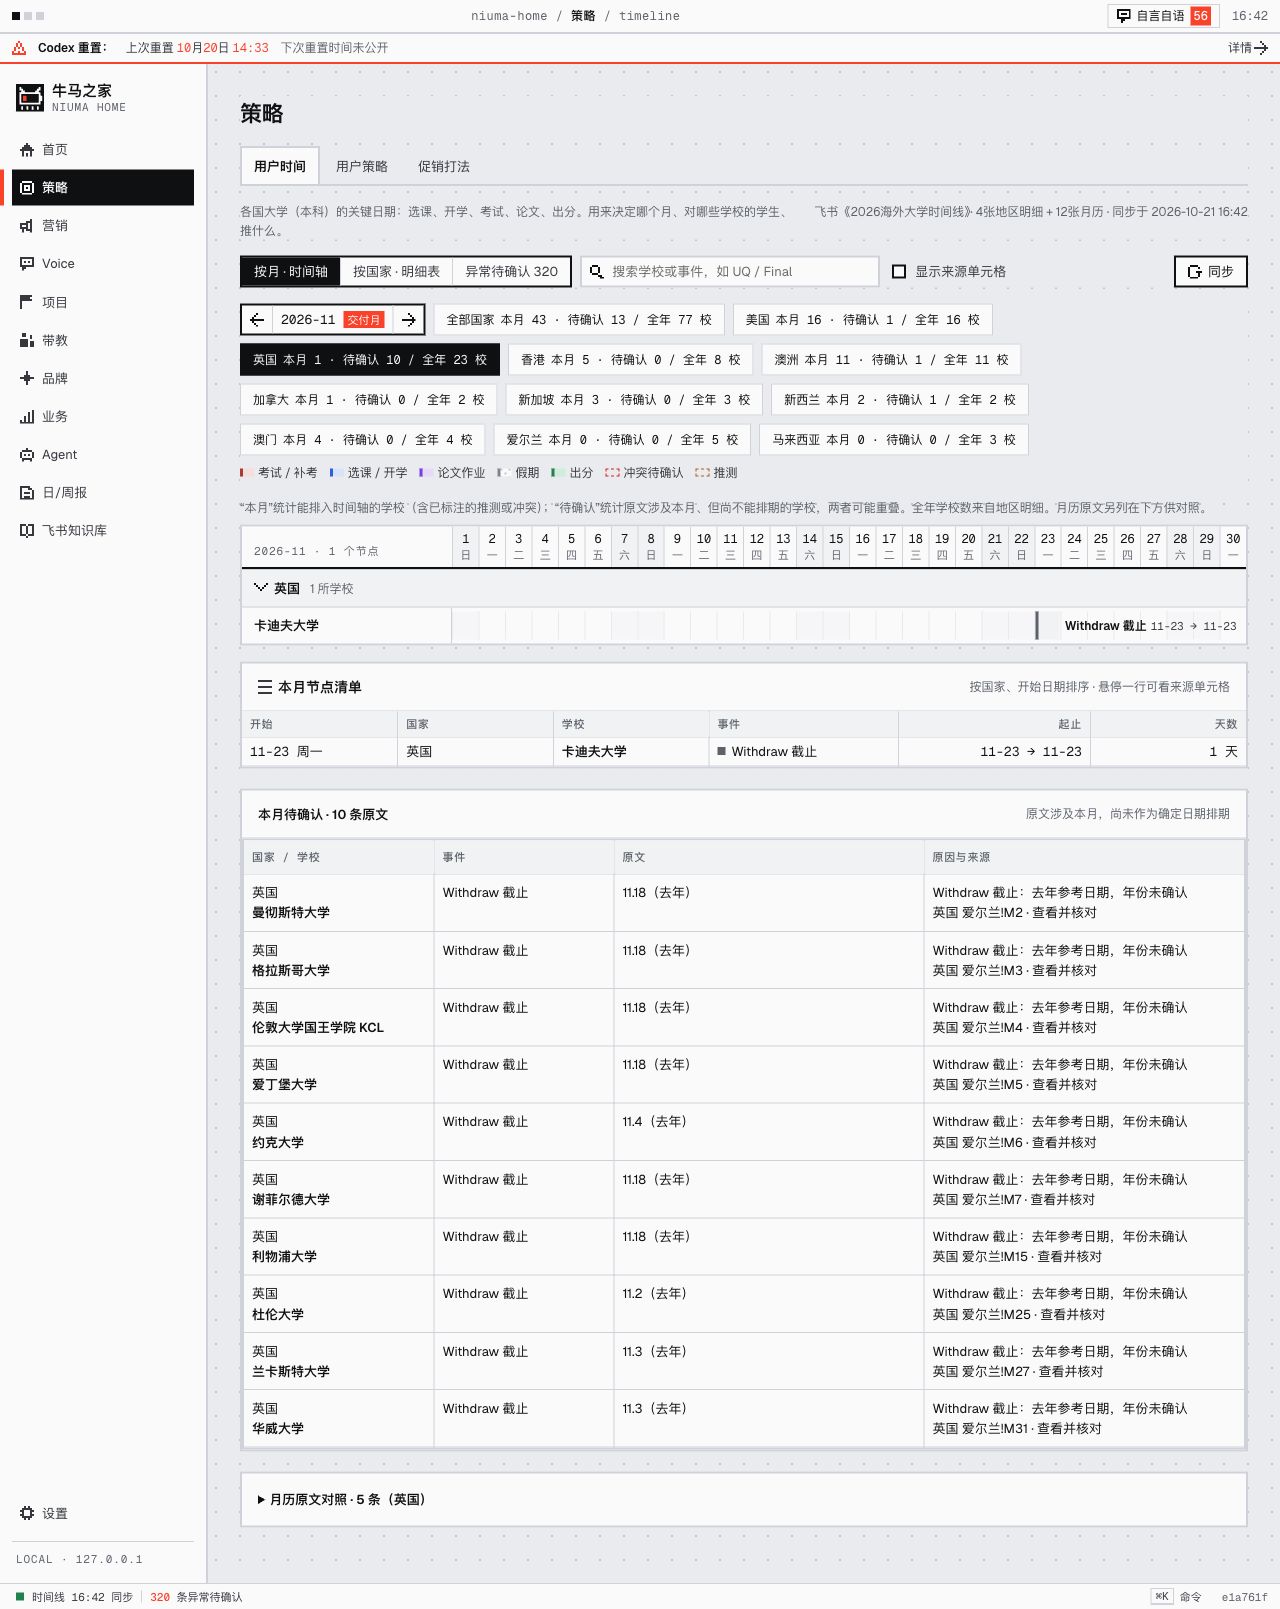 niuma-home / 策略 / timeline
自言自语 56
16:42
Codex 重置： 上次重置 10月20日 14:33 下次重置时间未公开
详情
牛马之家
NIUMA HOME
首页
策略
营销
Voice
项目
带教
品牌
业务
Agent
日/周报
飞书知识库
设置
LOCAL · 127.0.0.1
策略
用户时间 用户策略 促销打法
各国大学（本科）的关键日期：选课、开学、考试、论文、出分。用来决定哪个月、对哪些学校的学生、推什么。
飞书《2026海外大学时间线》· 4张地区明细 + 12张月历 · 同步于 2026-10-21 16:42
按月 · 时间轴 按国家 · 明细表 异常待确认 320
搜索学校或事件，如 UQ / Final
显示来源单元格
同步
2026-11 交付月
全部国家 本月 43 · 待确认 13 / 全年 77 校
美国 本月 16 · 待确认 1 / 全年 16 校
英国 本月 1 · 待确认 10 / 全年 23 校
香港 本月 5 · 待确认 0 / 全年 8 校
澳洲 本月 11 · 待确认 1 / 全年 11 校
加拿大 本月 1 · 待确认 0 / 全年 2 校
新加坡 本月 3 · 待确认 0 / 全年 3 校
新西兰 本月 2 · 待确认 1 / 全年 2 校
澳门 本月 4 · 待确认 0 / 全年 4 校
爱尔兰 本月 0 · 待确认 0 / 全年 5 校
马来西亚 本月 0 · 待确认 0 / 全年 3 校
考试 / 补考 选课 / 开学 论文作业 假期 出分 冲突待确认 推测
“本月”统计能排入时间轴的学校（含已标注的推测或冲突）；“待确认”统计原文涉及本月、但尚不能排期的学校，两者可能重叠。全年学校数来自地区明细。月历原文另列在下方供对照。
2026-11 · 1 个节点
1 2 3 4 5 6 7 8 9 10 11 12 13 14 15 16 17 18 19 20 21 22 23 24 25 26 27 28 29 30
日 一 二 三 四 五 六 日 一 二 三 四 五 六 日 一 二 三 四 五 六 日 一 二 三 四 五 六 日 一
英国 1 所学校
卡迪夫大学 Withdraw 截止 11-23 → 11-23
本月节点清单
按国家、开始日期排序 · 悬停一行可看来源单元格
开始 国家 学校 事件 起止 天数
11-23 周一 英国 卡迪夫大学 Withdraw 截止 11-23 → 11-23 1 天
本月待确认 · 10 条原文
原文涉及本月，尚未作为确定日期排期
国家 / 学校 事件 原文 原因与来源
英国 Withdraw 截止 11.18（去年） Withdraw 截止：去年参考日期，年份未确认
曼彻斯特大学 英国 爱尔兰!M2 · 查看并核对
英国 Withdraw 截止 11.18（去年） Withdraw 截止：去年参考日期，年份未确认
格拉斯哥大学 英国 爱尔兰!M3 · 查看并核对
英国 Withdraw 截止 11.18（去年） Withdraw 截止：去年参考日期，年份未确认
伦敦大学国王学院 KCL 英国 爱尔兰!M4 · 查看并核对
英国 Withdraw 截止 11.18（去年） Withdraw 截止：去年参考日期，年份未确认
爱丁堡大学 英国 爱尔兰!M5 · 查看并核对
英国 Withdraw 截止 11.4（去年） Withdraw 截止：去年参考日期，年份未确认
约克大学 英国 爱尔兰!M6 · 查看并核对
英国 Withdraw 截止 11.18（去年） Withdraw 截止：去年参考日期，年份未确认
谢菲尔德大学 英国 爱尔兰!M7 · 查看并核对
英国 Withdraw 截止 11.18（去年） Withdraw 截止：去年参考日期，年份未确认
利物浦大学 英国 爱尔兰!M15 · 查看并核对
英国 Withdraw 截止 11.2（去年） Withdraw 截止：去年参考日期，年份未确认
杜伦大学 英国 爱尔兰!M25 · 查看并核对
英国 Withdraw 截止 11.3（去年） Withdraw 截止：去年参考日期，年份未确认
兰卡斯特大学 英国 爱尔兰!M27 · 查看并核对
英国 Withdraw 截止 11.3（去年） Withdraw 截止：去年参考日期，年份未确认
华威大学 英国 爱尔兰!M31 · 查看并核对
月历原文对照 · 5 条（英国）
时间线 16:42 同步 320 条异常待确认
⌘K 命令 e1a761f